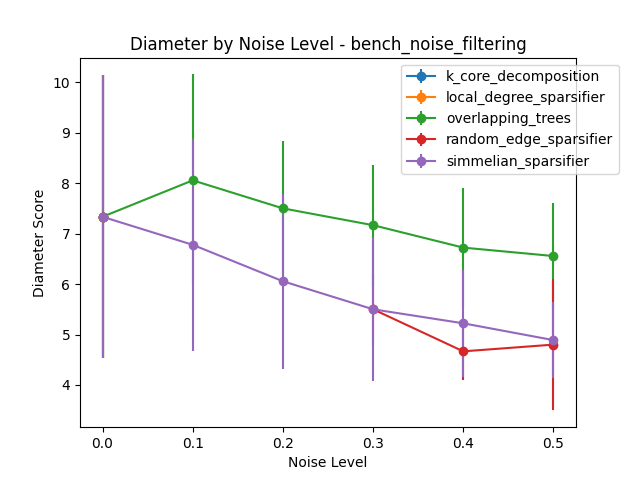 Diameter by Noise Level - bench_noise_filtering
k_core_decomposition
local_degree_sparsifier
overlapping_trees
random_edge_sparsifier
simmelian_sparsifier
Diameter Score
10
9
8
7
6
5
4
0.0 0.1 0.2 0.3 0.4 0.5
Noise Level